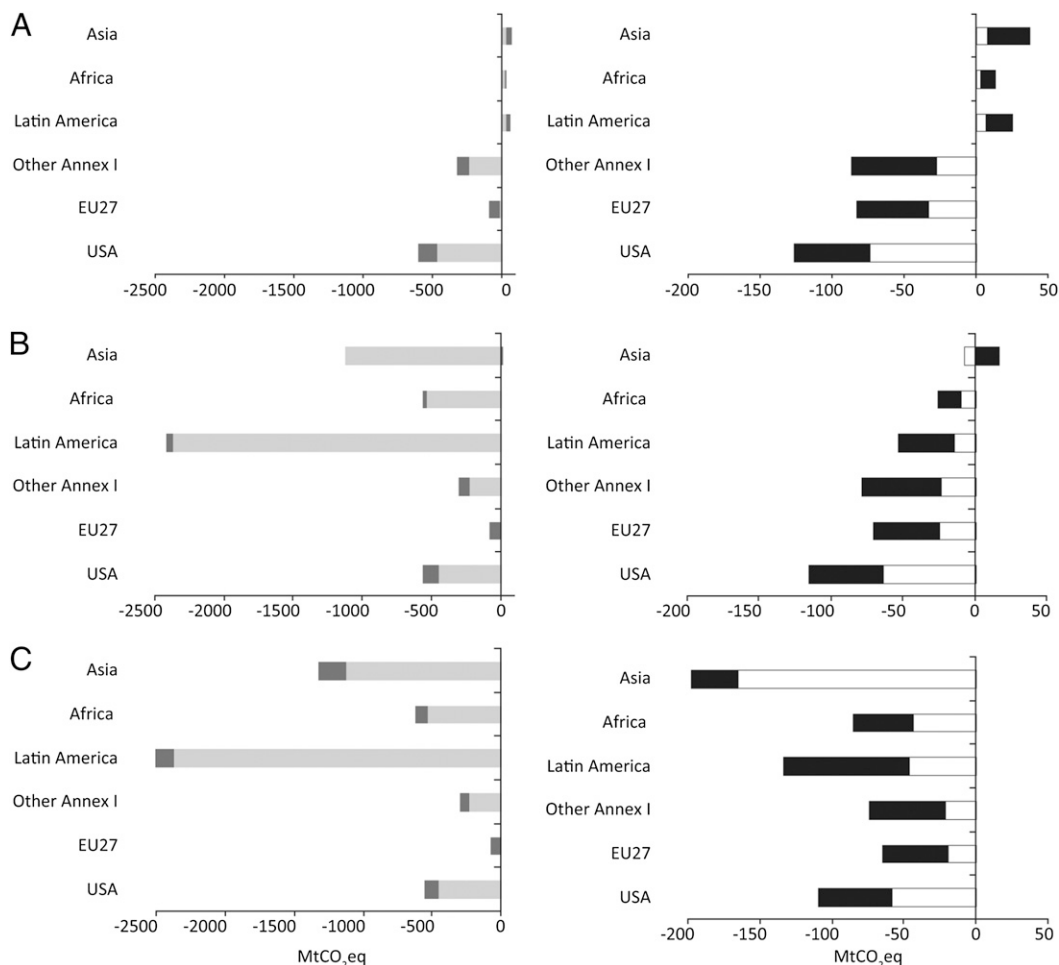 A
Asia
Africa
Latin America
Other Annex I
EU27
USA
-2500 -2000 -1500 -1000 -500 0
Asia
Africa
Latin America
Other Annex I
EU27
USA
-200 -150 -100 -50 0 50
B
Asia
Africa
Latin America
Other Annex I
EU27
USA
-2500 -2000 -1500 -1000 -500 0
Asia
Africa
Latin America
Other Annex I
EU27
USA
-200 -150 -100 -50 0 50
C
Asia
Africa
Latin America
Other Annex I
EU27
USA
-2500 -2000 -1500 -1000 -500 0
MtCO₂eq
Asia
Africa
Latin America
Other Annex I
EU27
USA
-200 -150 -100 -50 0 50
MtCO₂eq